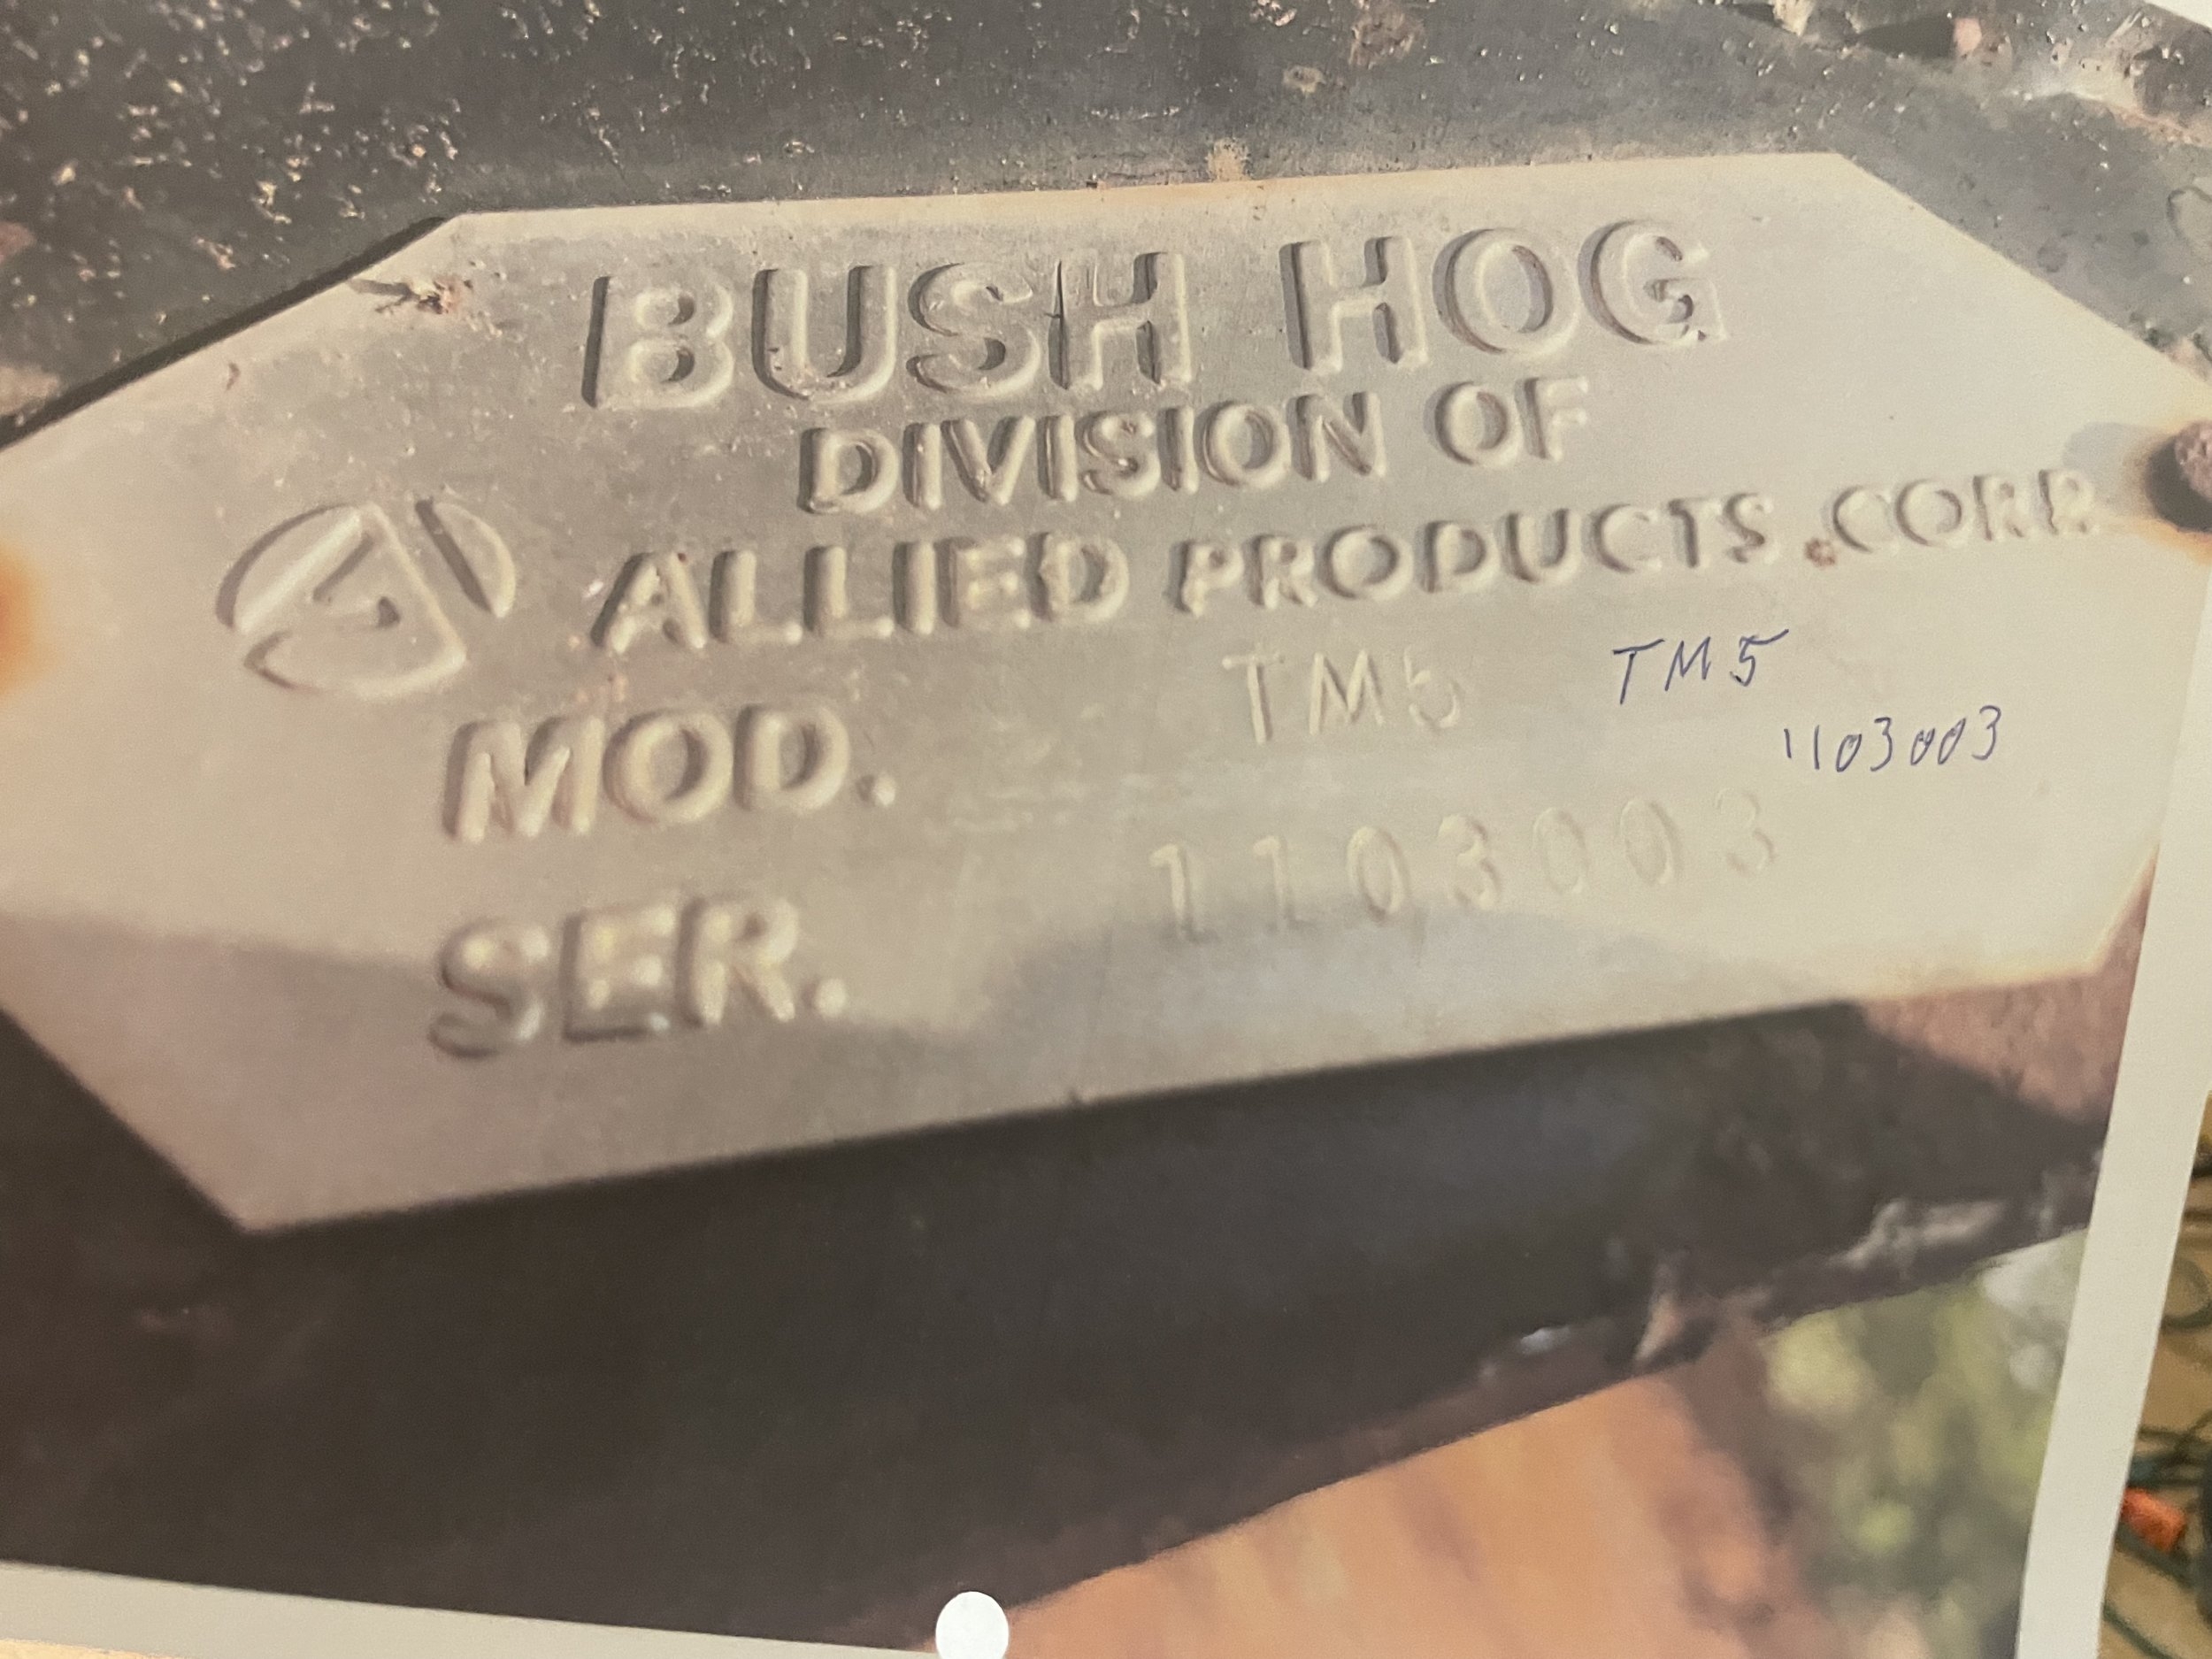 BUSH HOG
DIVISION OF
ALLIED PRODUCTS CORP.
MOD. TM5 TM5
1103003
SER. 1103003